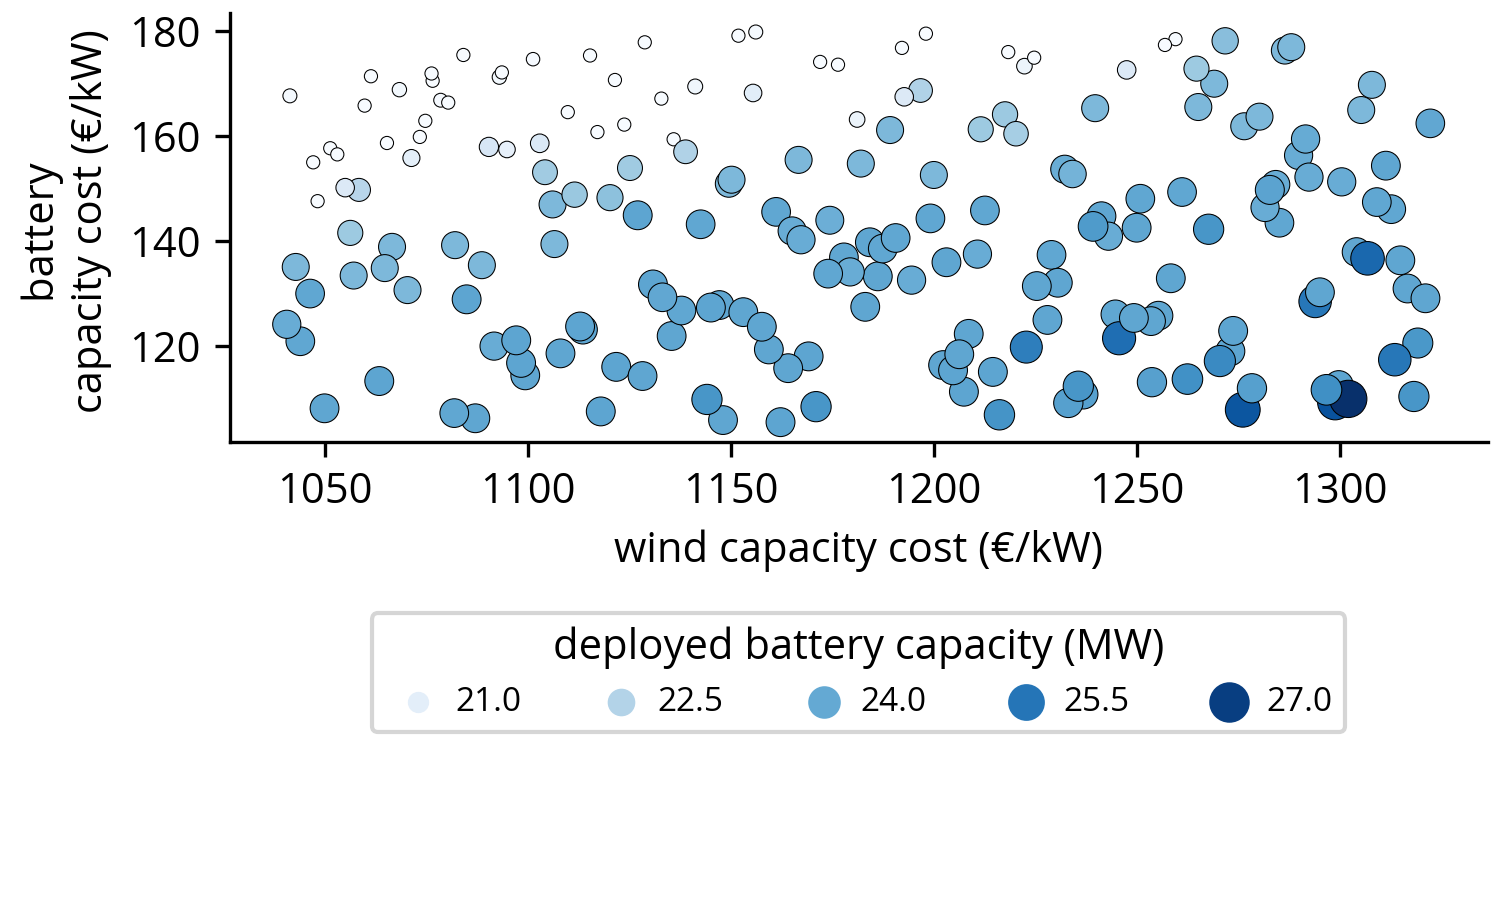 battery
capacity cost (€/kW)
180
160
140
120
1050 1100 1150 1200 1250 1300
wind capacity cost (€/kW)
deployed battery capacity (MW)
21.0 22.5 24.0 25.5 27.0